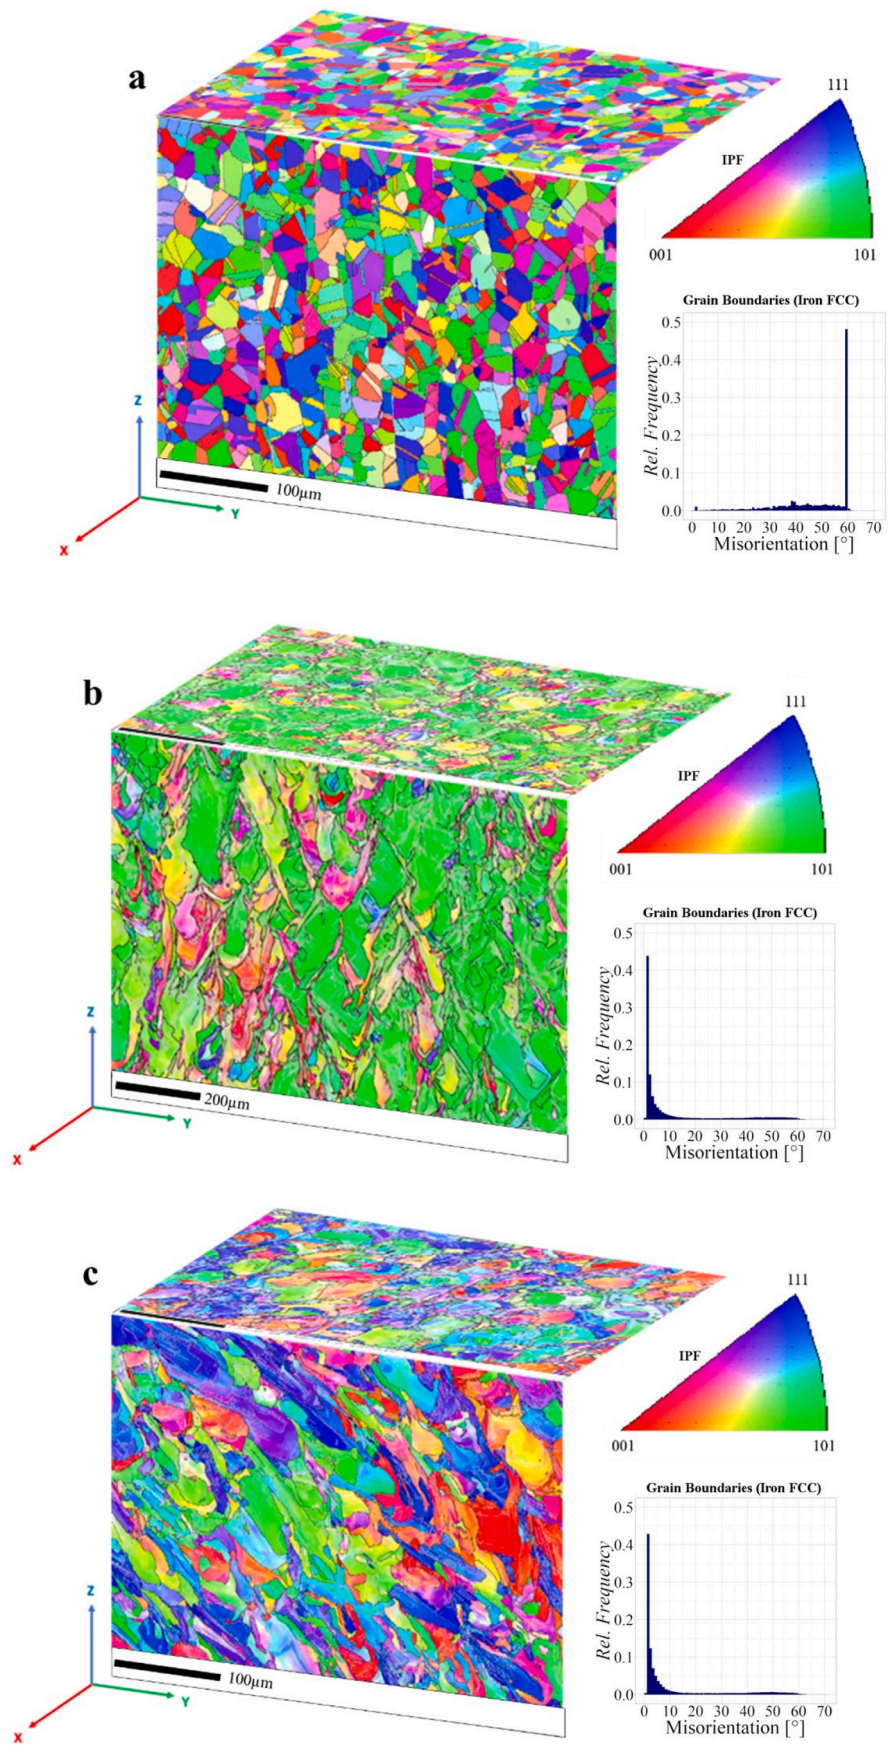 a
111
IPF
001
101
Grain Boundaries (Iron FCC)
0.5
0.4
0.3
0.2
0.1
0.0
Rel. Frequency
0 10 20 30 40 50 60 70
Misorientation [°]
Z
Y
X
100µm
b
111
IPF
001
101
Grain Boundaries (Iron FCC)
0.5
0.4
0.3
0.2
0.1
0.0
Rel. Frequency
0 10 20 30 40 50 60 70
Misorientation [°]
Z
Y
X
200µm
c
111
IPF
001
101
Grain Boundaries (Iron FCC)
0.5
0.4
0.3
0.2
0.1
0.0
Rel. Frequency
0 10 20 30 40 50 60 70
Misorientation [°]
Z
Y
X
100µm